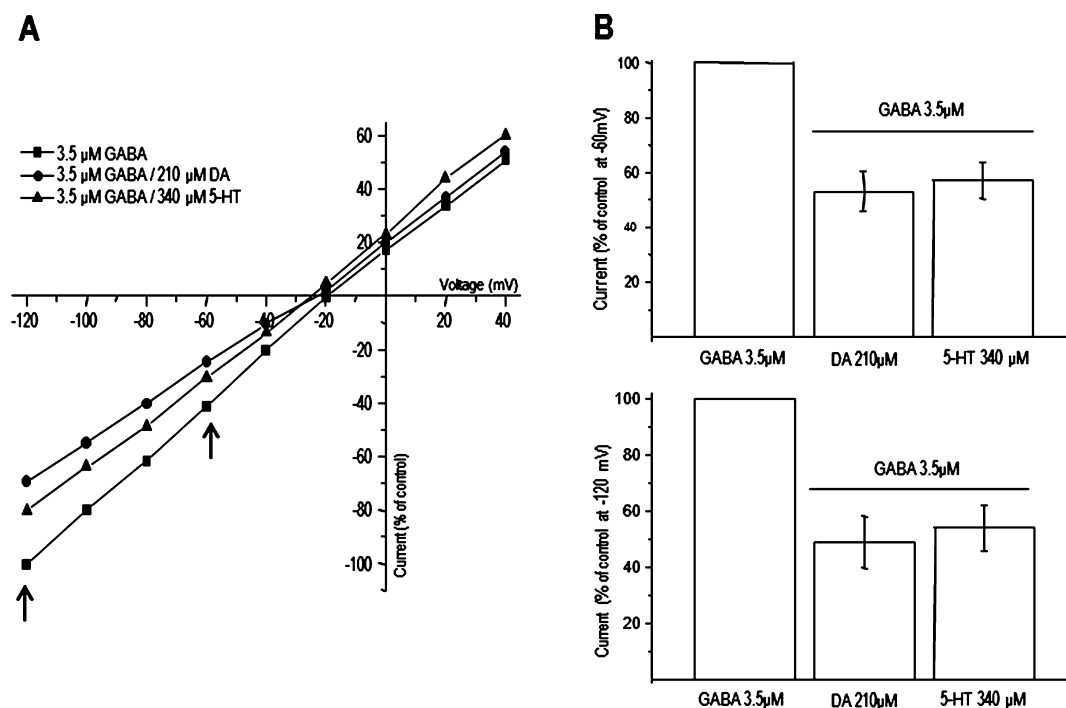 A
3.5 µM GABA
3.5 µM GABA / 210 µM DA
3.5 µM GABA / 340 µM 5-HT
60
40
20
-20
-40
-60
-80
-100
Current (% of control)
Voltage (mV)
-120 -100 -80 -60 -40 -20 20 40
B
100
80
60
40
20
Current (% of control at -60mV)
GABA 3.5µM
GABA 3.5µM DA 210µM 5-HT 340 µM
100
80
60
40
20
Current (% of control at -120 mV)
GABA 3.5µM
GABA 3.5µM DA 210µM 5-HT 340 µM